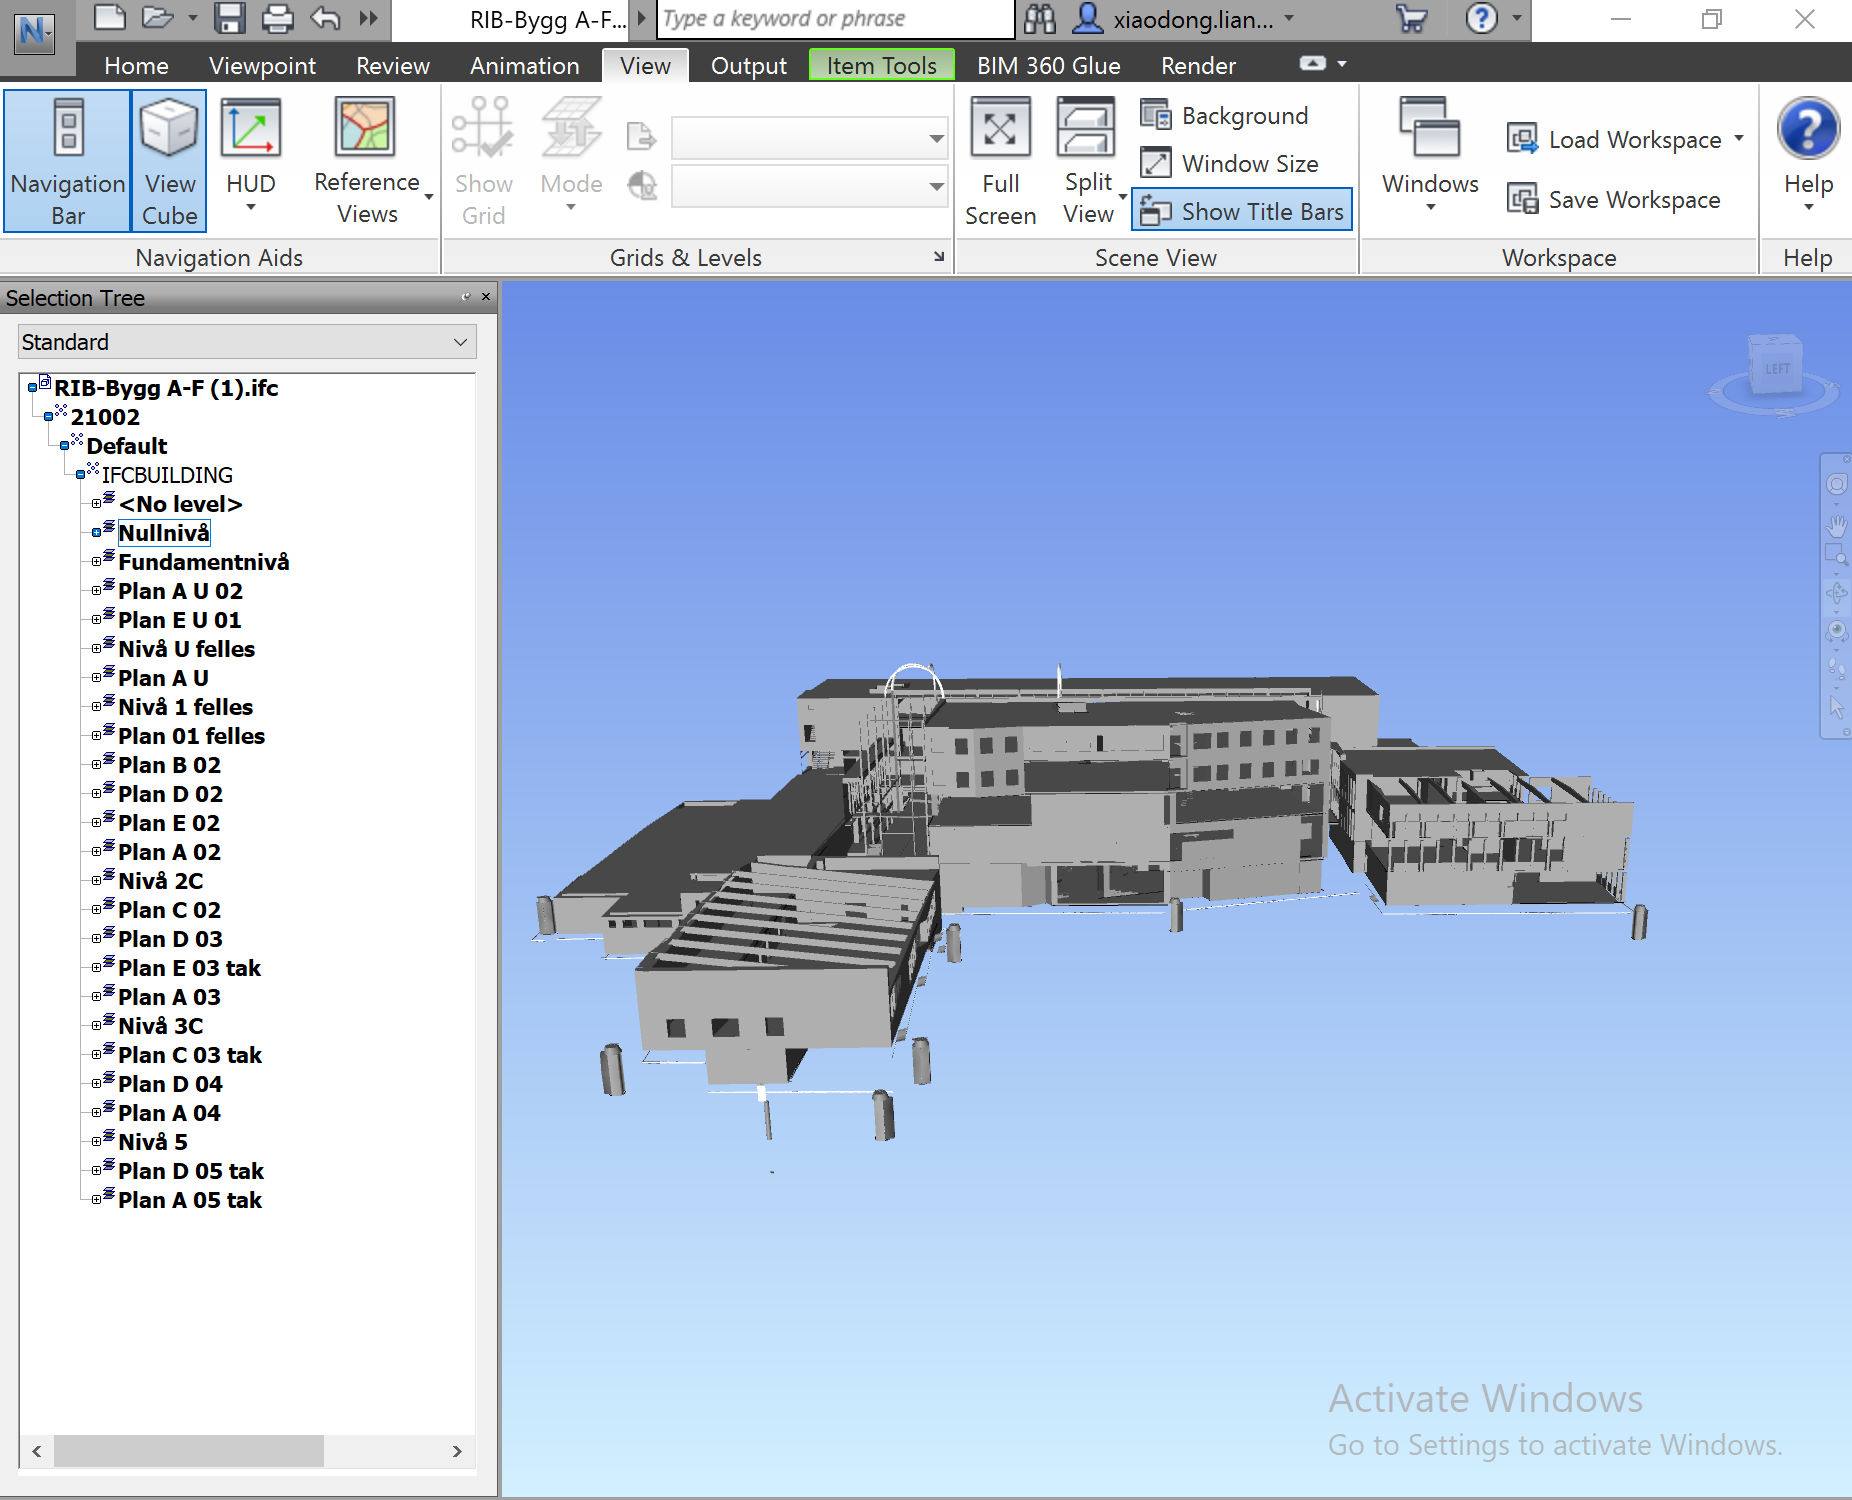 RIB-Bygg A-F...
Type a keyword or phrase
xiaodong.lian...
Home Viewpoint Review Animation View Output Item Tools BIM 360 Glue Render
Navigation Bar
View Cube
HUD
Reference Views
Navigation Aids
Show Grid
Mode
Grids & Levels
Full Screen
Split View
Background
Window Size
Show Title Bars
Scene View
Windows
Load Workspace
Save Workspace
Workspace
Help
Help
Selection Tree
Standard
RIB-Bygg A-F (1).ifc
21002
Default
IFCBUILDING
<No level>
Nullnivå
Fundamentnivå
Plan A U 02
Plan E U 01
Nivå U felles
Plan A U
Nivå 1 felles
Plan 01 felles
Plan B 02
Plan D 02
Plan E 02
Plan A 02
Nivå 2C
Plan C 02
Plan D 03
Plan E 03 tak
Plan A 03
Nivå 3C
Plan C 03 tak
Plan D 04
Plan A 04
Nivå 5
Plan D 05 tak
Plan A 05 tak
LEFT
Activate Windows
Go to Settings to activate Windows.